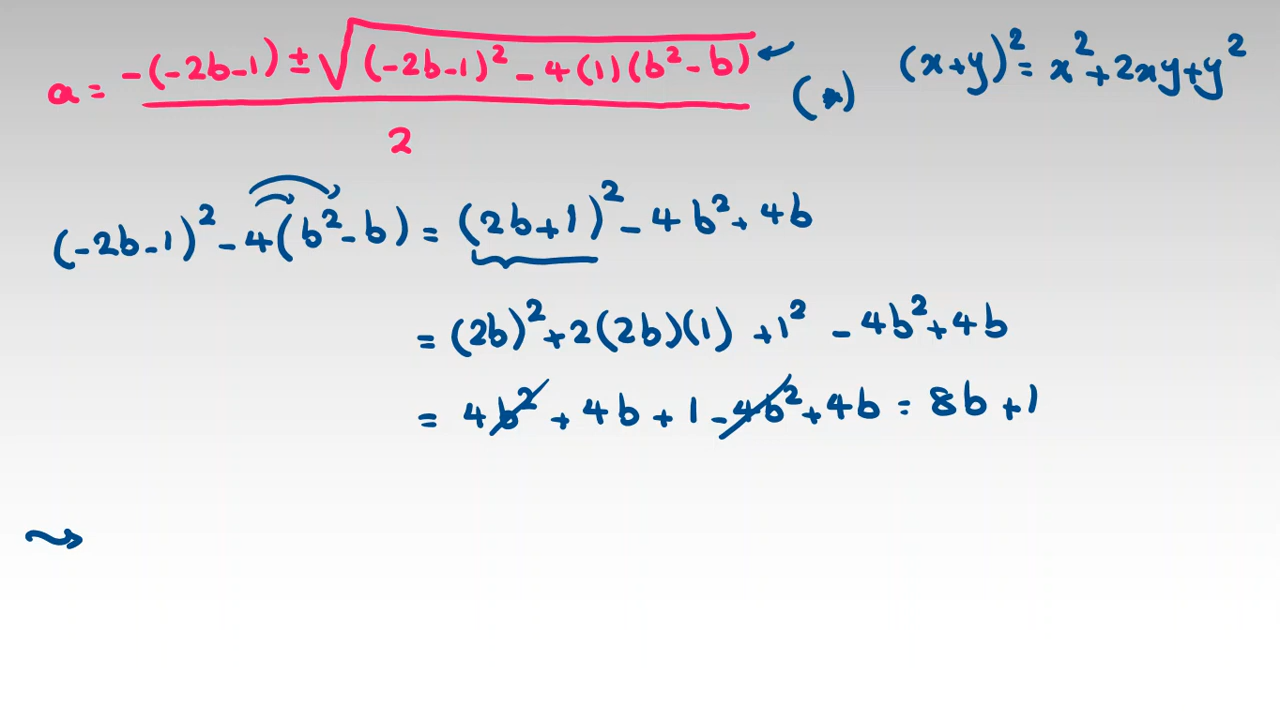 a = -(-2b-1) ± √((-2b-1)² - 4(1)(b² - b)) / 2
(*)
(x+y)² = x² + 2xy + y²
(-2b-1)² - 4(b² - b) = (2b+1)² - 4b² + 4b
= (2b)² + 2(2b)(1) + 1² - 4b² + 4b
= 4b² + 4b + 1 - 4b² + 4b = 8b + 1
⇝